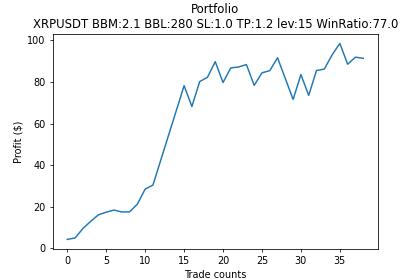 Portfolio
XRPUSDT BBM:2.1 BBL:280 SL:1.0 TP:1.2 lev:15 WinRatio:77.0
100
80
60
40
20
0
Profit ($)
0 5 10 15 20 25 30 35
Trade counts